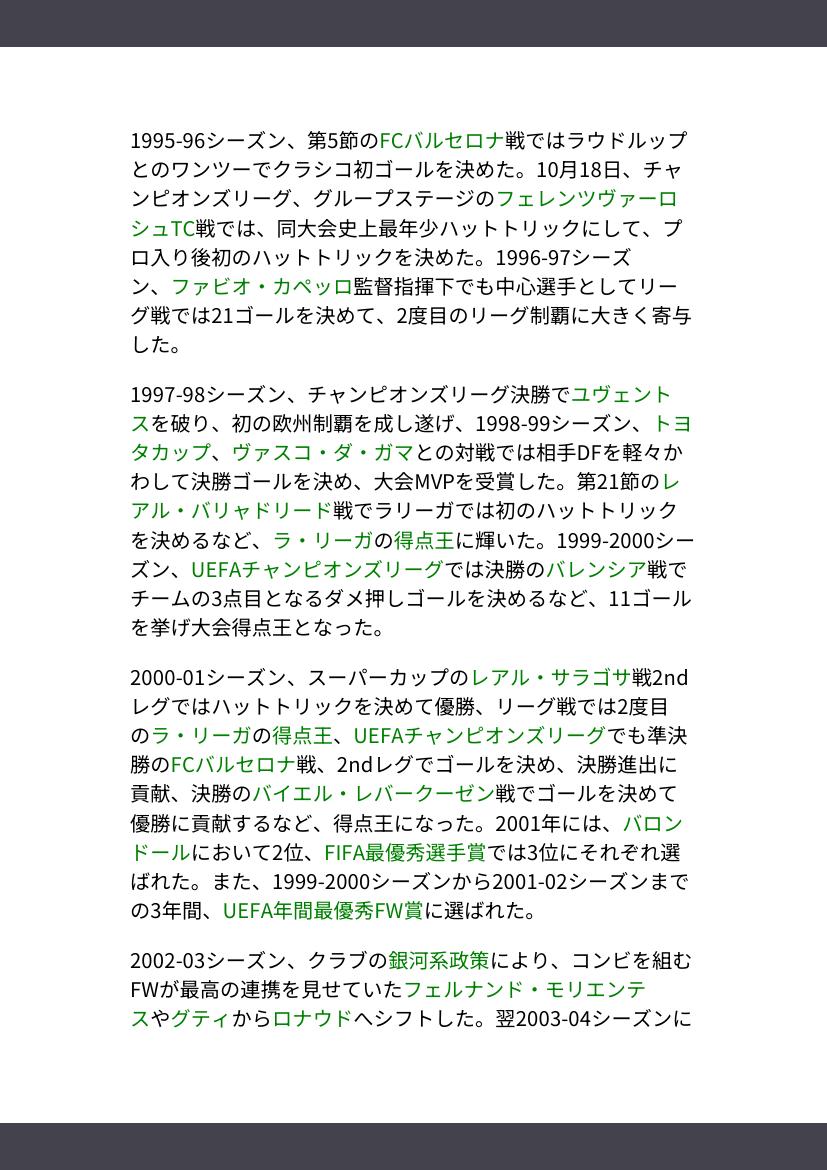 1995-96シーズン、第5節のFCバルセロナ戦ではラウドルップ
とのワンツーでクラシコ初ゴールを決めた。10月18日、チャ
ンピオンズリーグ、グループステージのフェレンツヴァーロ
シュTC戦では、同大会史上最年少ハットトリックにして、プ
ロ入り後初のハットトリックを決めた。1996-97シーズ
ン、ファビオ・カペッロ監督指揮下でも中心選手としてリー
グ戦では21ゴールを決めて、2度目のリーグ制覇に大きく寄与
した。
1997-98シーズン、チャンピオンズリーグ決勝でユヴェント
スを破り、初の欧州制覇を成し遂げ、1998-99シーズン、トヨ
タカップ、ヴァスコ・ダ・ガマとの対戦では相手DFを軽々か
わして決勝ゴールを決め、大会MVPを受賞した。第21節のレ
アル・バリャドリード戦でラリーガでは初のハットトリック
を決めるなど、ラ・リーガの得点王に輝いた。1999-2000シー
ズン、UEFAチャンピオンズリーグでは決勝のバレンシア戦で
チームの3点目となるダメ押しゴールを決めるなど、11ゴール
を挙げ大会得点王となった。
2000-01シーズン、スーパーカップのレアル・サラゴサ戦2nd
レグではハットトリックを決めて優勝、リーグ戦では2度目
のラ・リーガの得点王、UEFAチャンピオンズリーグでも準決
勝のFCバルセロナ戦、2ndレグでゴールを決め、決勝進出に
貢献、決勝のバイエル・レバークーゼン戦でゴールを決めて
優勝に貢献するなど、得点王になった。2001年には、バロン
ドールにおいて2位、FIFA最優秀選手賞では3位にそれぞれ選
ばれた。また、1999-2000シーズンから2001-02シーズンまで
の3年間、UEFA年間最優秀FW賞に選ばれた。
2002-03シーズン、クラブの銀河系政策により、コンビを組む
FWが最高の連携を見せていたフェルナンド・モリエンテ
スやグティからロナウドへシフトした。翌2003-04シーズンに